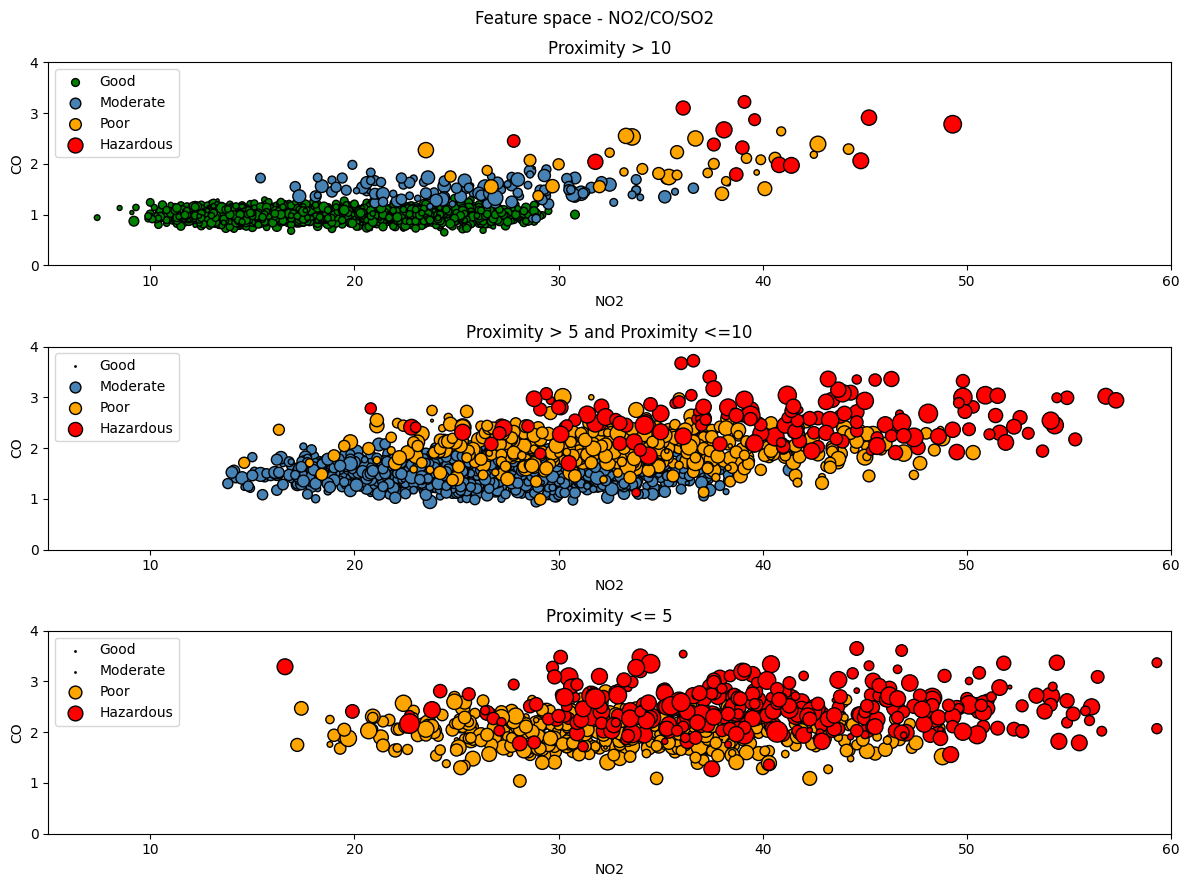 Feature space - NO2/CO/SO2
Proximity > 10
4
3
2
1
0
CO
Good
Moderate
Poor
Hazardous
10 20 30 40 50 60
NO2
Proximity > 5 and Proximity <=10
4
3
2
1
0
CO
Good
Moderate
Poor
Hazardous
10 20 30 40 50 60
NO2
Proximity <= 5
4
3
2
1
0
CO
Good
Moderate
Poor
Hazardous
10 20 30 40 50 60
NO2